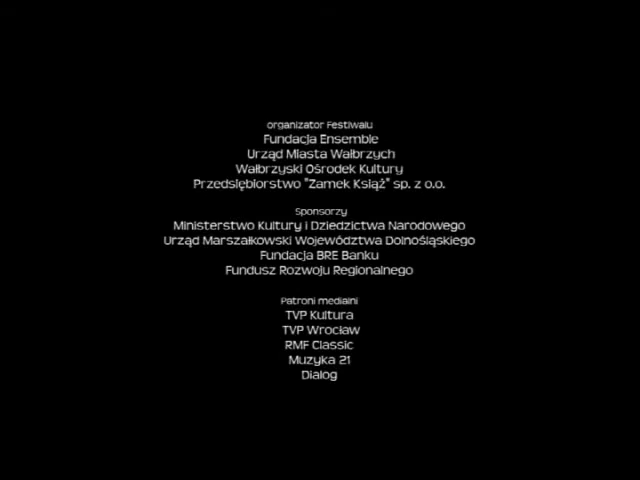 organizator Festiwalu
Fundacja Ensemble
Urząd Miasta Wałbrzych
Wałbrzyski Ośrodek Kultury
Przedsiębiorstwo "Zamek Książ" sp. z o.o.
Sponsorzy
Ministerstwo Kultury i Dziedzictwa Narodowego
Urząd Marszałkowski Województwa Dolnośląskiego
Fundacja BRE Banku
Fundusz Rozwoju Regionalnego
Patroni medialni
TVP Kultura
TVP Wrocław
RMF Classic
Muzyka 21
Dialog